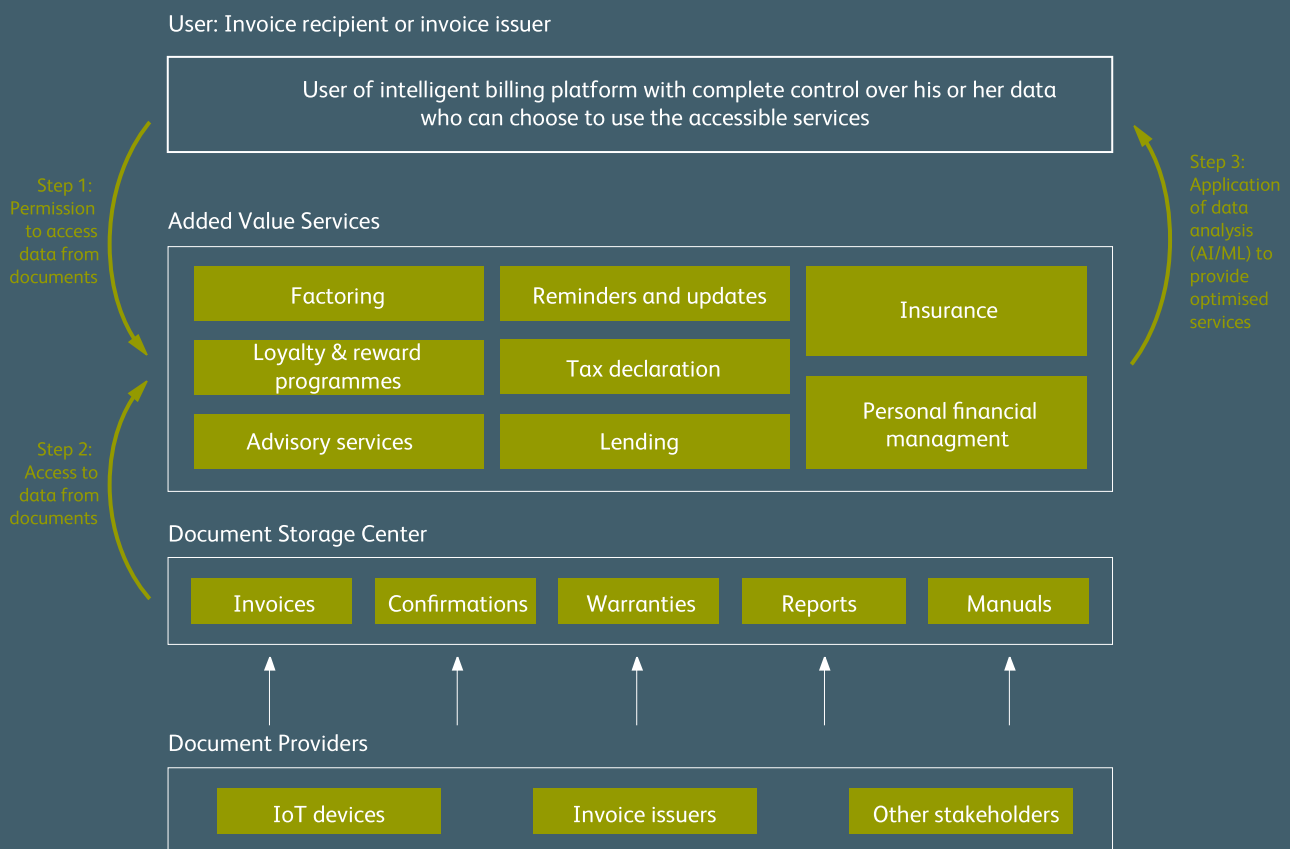 User: Invoice recipient or invoice issuer
User of intelligent billing platform with complete control over his or her data
who can choose to use the accessible services
Step 1:
Permission
to access
data from
documents
Step 3:
Application
of data
analysis
(AI/ML) to
provide
optimised
services
Added Value Services
Factoring
Reminders and updates
Insurance
Loyalty & reward
programmes
Tax declaration
Personal financial
managment
Advisory services
Lending
Step 2:
Access to
data from
documents
Document Storage Center
Invoices
Confirmations
Warranties
Reports
Manuals
Document Providers
IoT devices
Invoice issuers
Other stakeholders